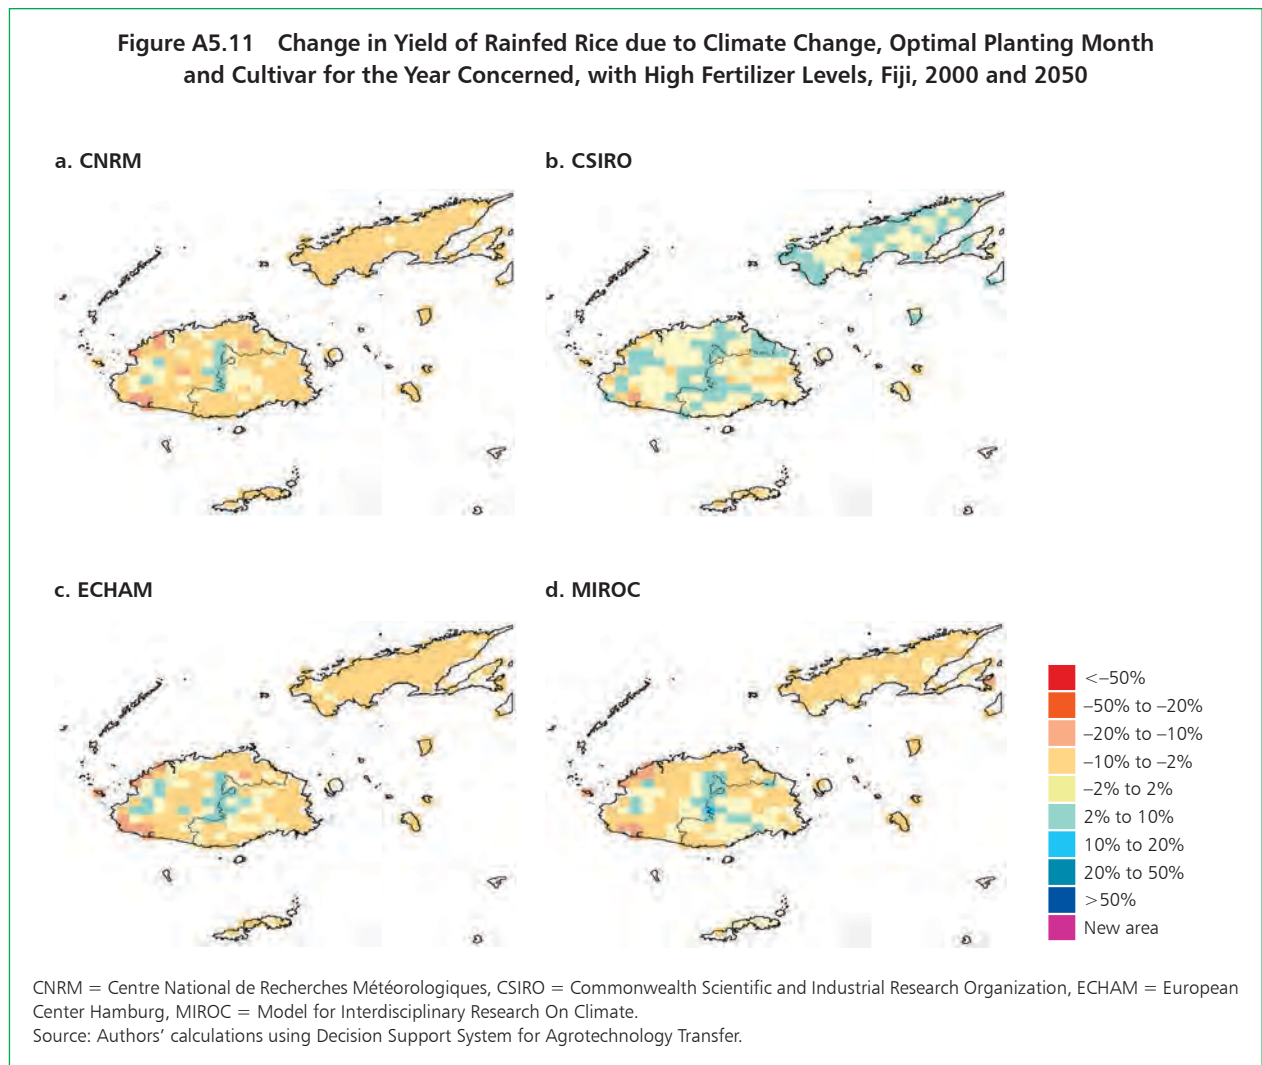 Figure A5.11 Change in Yield of Rainfed Rice due to Climate Change, Optimal Planting Month
and Cultivar for the Year Concerned, with High Fertilizer Levels, Fiji, 2000 and 2050
a. CNRM
b. CSIRO
c. ECHAM
d. MIROC
<–50%
–50% to –20%
–20% to –10%
–10% to –2%
–2% to 2%
2% to 10%
10% to 20%
20% to 50%
>50%
New area
CNRM = Centre National de Recherches Météorologiques, CSIRO = Commonwealth Scientific and Industrial Research Organization, ECHAM = European
Center Hamburg, MIROC = Model for Interdisciplinary Research On Climate.
Source: Authors’ calculations using Decision Support System for Agrotechnology Transfer.